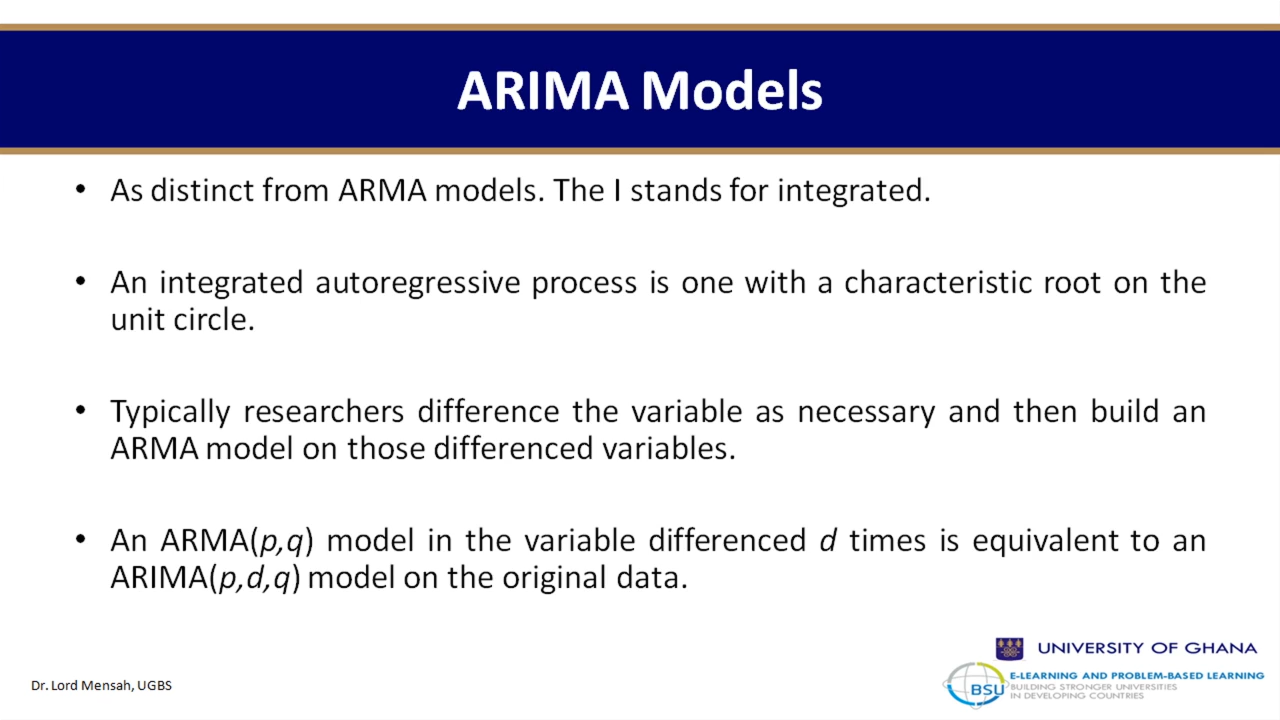 ARIMA Models
• As distinct from ARMA models. The I stands for integrated.
• An integrated autoregressive process is one with a characteristic root on the
unit circle.
• Typically researchers difference the variable as necessary and then build an
ARMA model on those differenced variables.
• An ARMA(p,q) model in the variable differenced d times is equivalent to an
ARIMA(p,d,q) model on the original data.
UNIVERSITY OF GHANA
Dr. Lord Mensah, UGBS
BSU
E-LEARNING AND PROBLEM-BASED LEARNING
BUILDING STRONGER UNIVERSITIES
IN DEVELOPING COUNTRIES